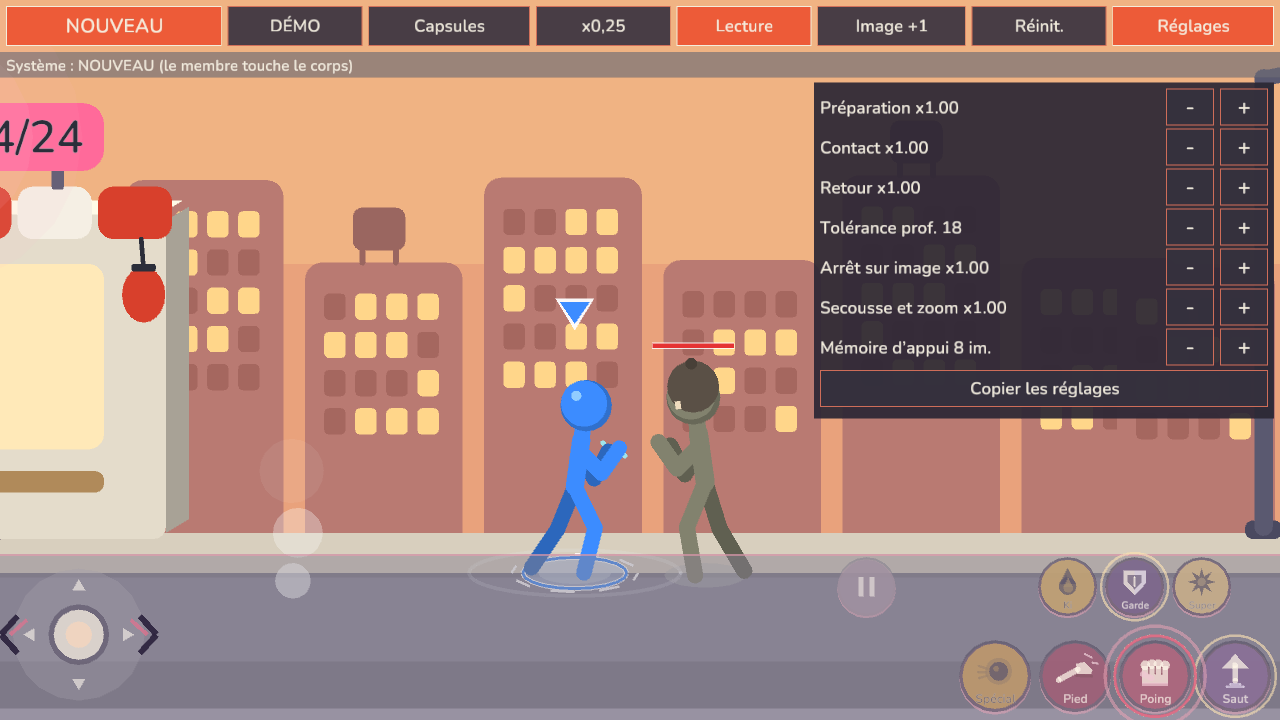 NOUVEAU
DÉMO
Capsules
x0,25
Lecture
Image +1
Réinit.
Réglages
Système : NOUVEAU (le membre touche le corps)
4/24
Préparation x1.00
-
+
Contact x1.00
-
+
Retour x1.00
-
+
Tolérance prof. 18
-
+
Arrêt sur image x1.00
-
+
Secousse et zoom x1.00
-
+
Mémoire d'appui 8 im.
-
+
Copier les réglages
K
Garde
Super
Special
Pied
Poing
Saut